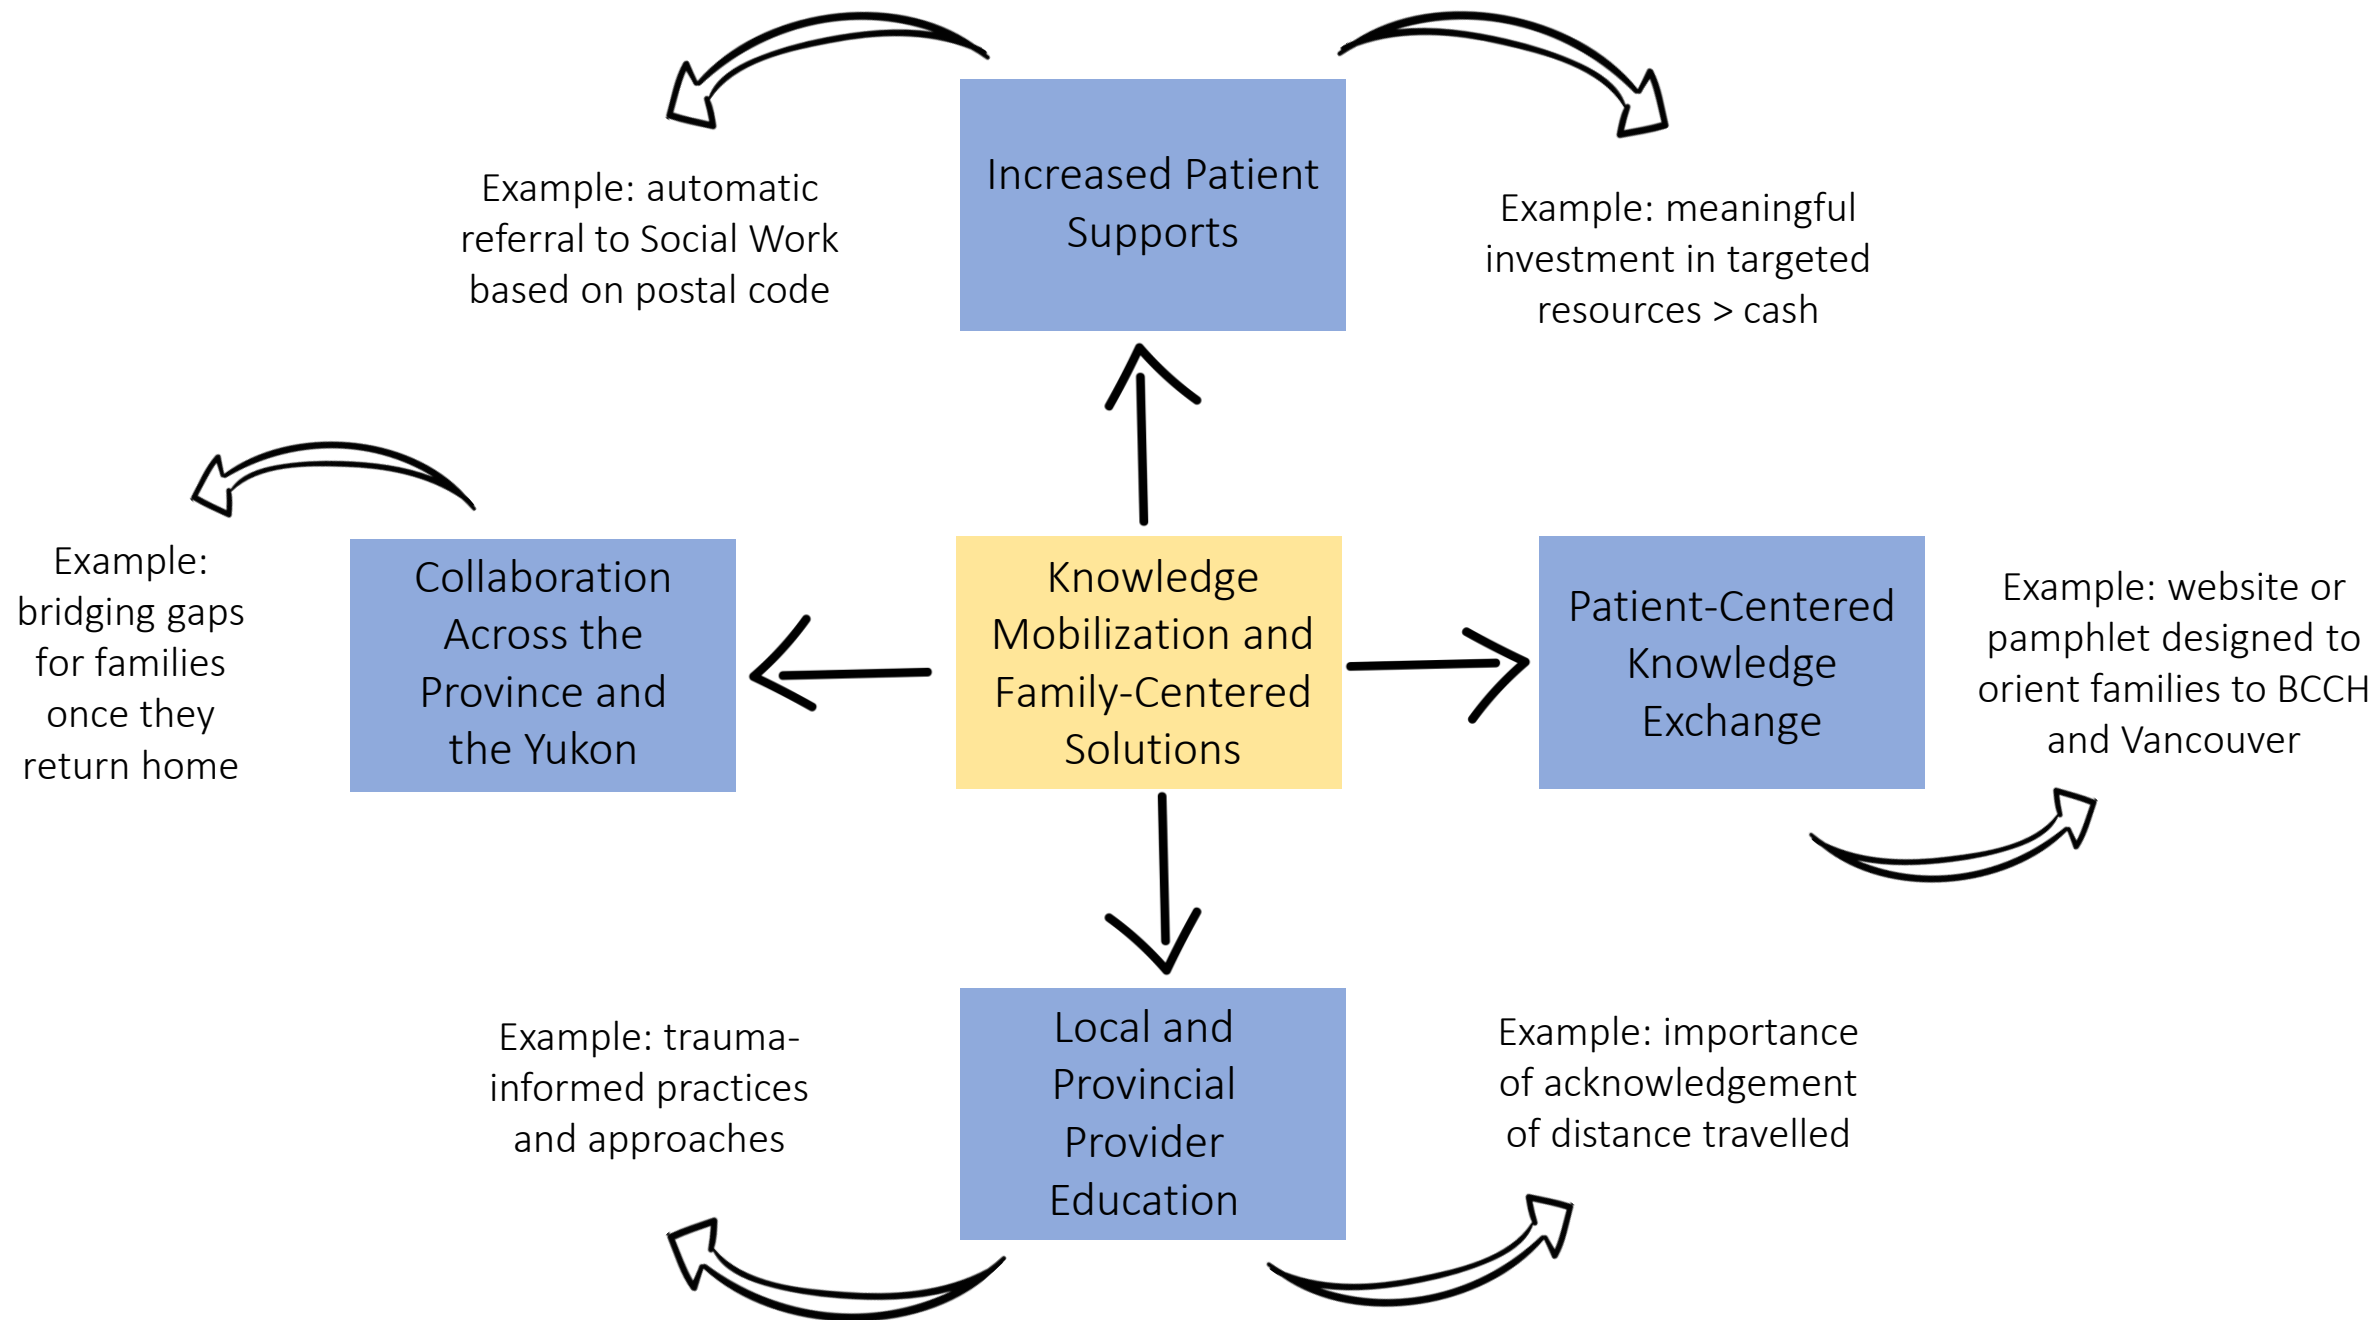 Increased Patient
Supports
Example: automatic
referral to Social Work
based on postal code
Example: meaningful
investment in targeted
resources > cash
Example:
bridging gaps
for families
once they
return home
Collaboration
Across the
Province and
the Yukon
Knowledge
Mobilization and
Family-Centered
Solutions
Patient-Centered
Knowledge
Exchange
Example: website or
pamphlet designed to
orient families to BCCH
and Vancouver
Example: trauma-
informed practices
and approaches
Local and
Provincial
Provider
Education
Example: importance
of acknowledgement
of distance travelled